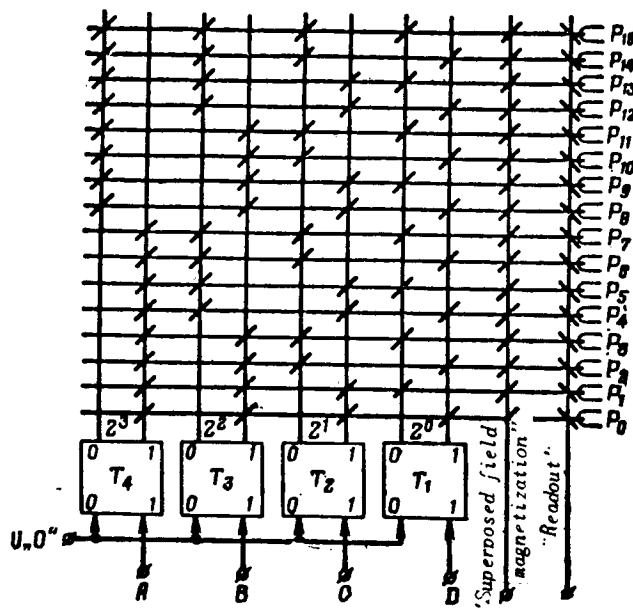 P15
P14
P13
P12
P11
P10
P9
P8
P7
P6
P5
P4
P3
P2
P1
P0
2³ 2² 2¹ 2⁰
0 1 0 1 0 1 0 1
T4 T3 T2 T1
0 1 0 1 0 1 0 1
U„0"
A B C D
"Superposed field
magnetization"
"Readout"